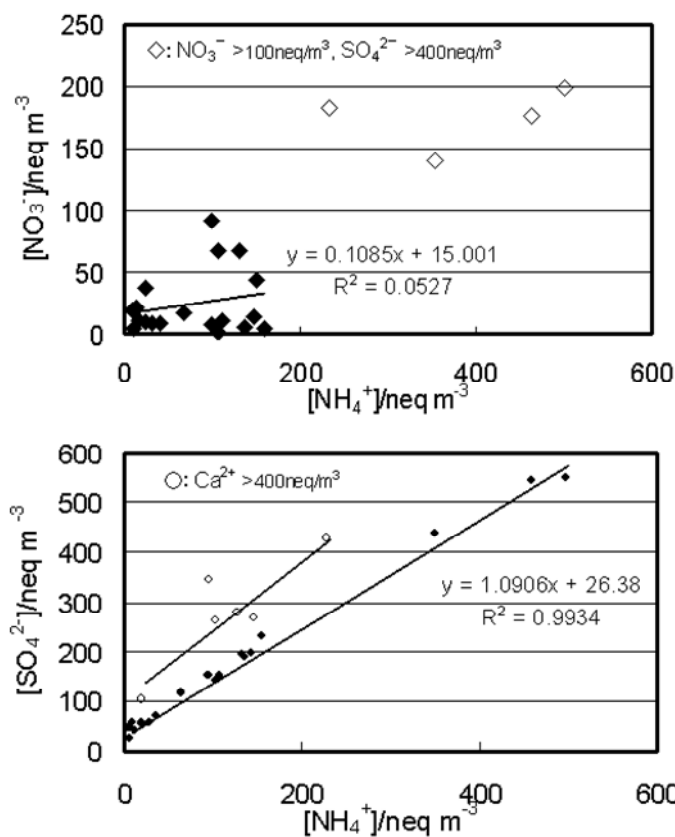 250
200
150
100
50
0
◇: NO₃⁻ >100neq/m³, SO₄²⁻ >400neq/m³
y = 0.1085x + 15.001
R² = 0.0527
[NO₃⁻]/neq m⁻³
0 200 400 600
[NH₄⁺]/neq m⁻³
600
500
400
300
200
100
0
○: Ca²⁺ >400neq/m³
y = 1.0906x + 26.38
R² = 0.9934
[SO₄²⁻]/neq m⁻³
0 200 400 600
[NH₄⁺]/neq m⁻³